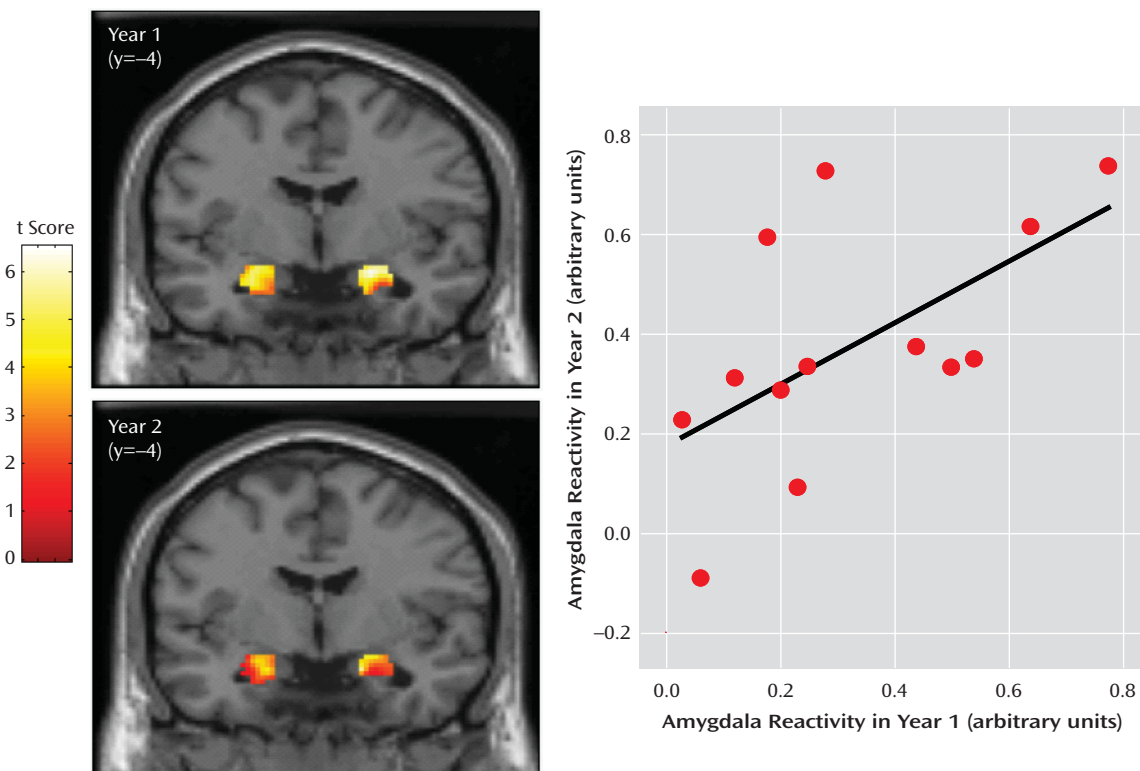 Year 1
(y=–4)
t Score
6
5
4
3
2
1
0
Year 2
(y=–4)
Amygdala Reactivity in Year 2 (arbitrary units)
0.8
0.6
0.4
0.2
0.0
–0.2
0.0 0.2 0.4 0.6 0.8
Amygdala Reactivity in Year 1 (arbitrary units)